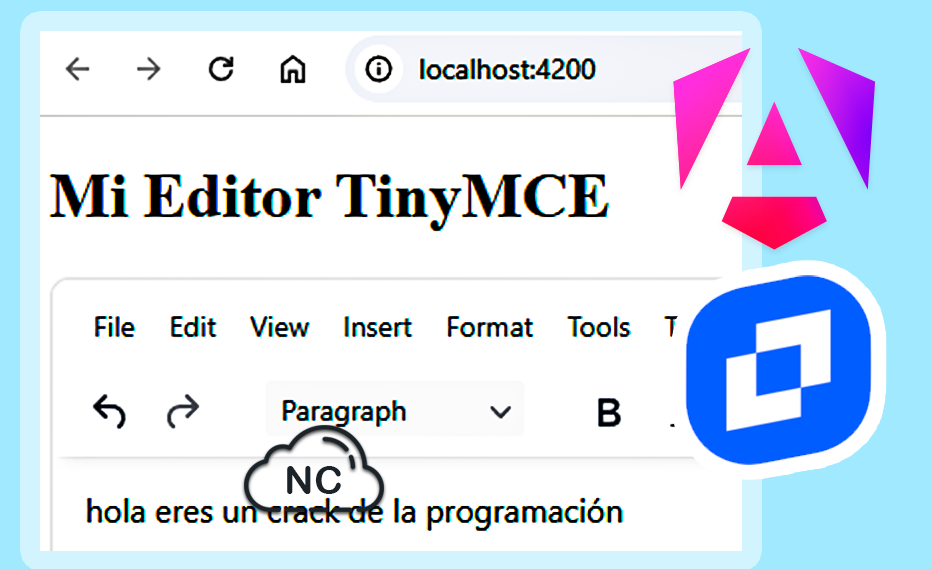 localhost:4200
Mi Editor TinyMCE
File Edit View Insert Format Tools
Paragraph B
NC
hola eres un crack de la programación